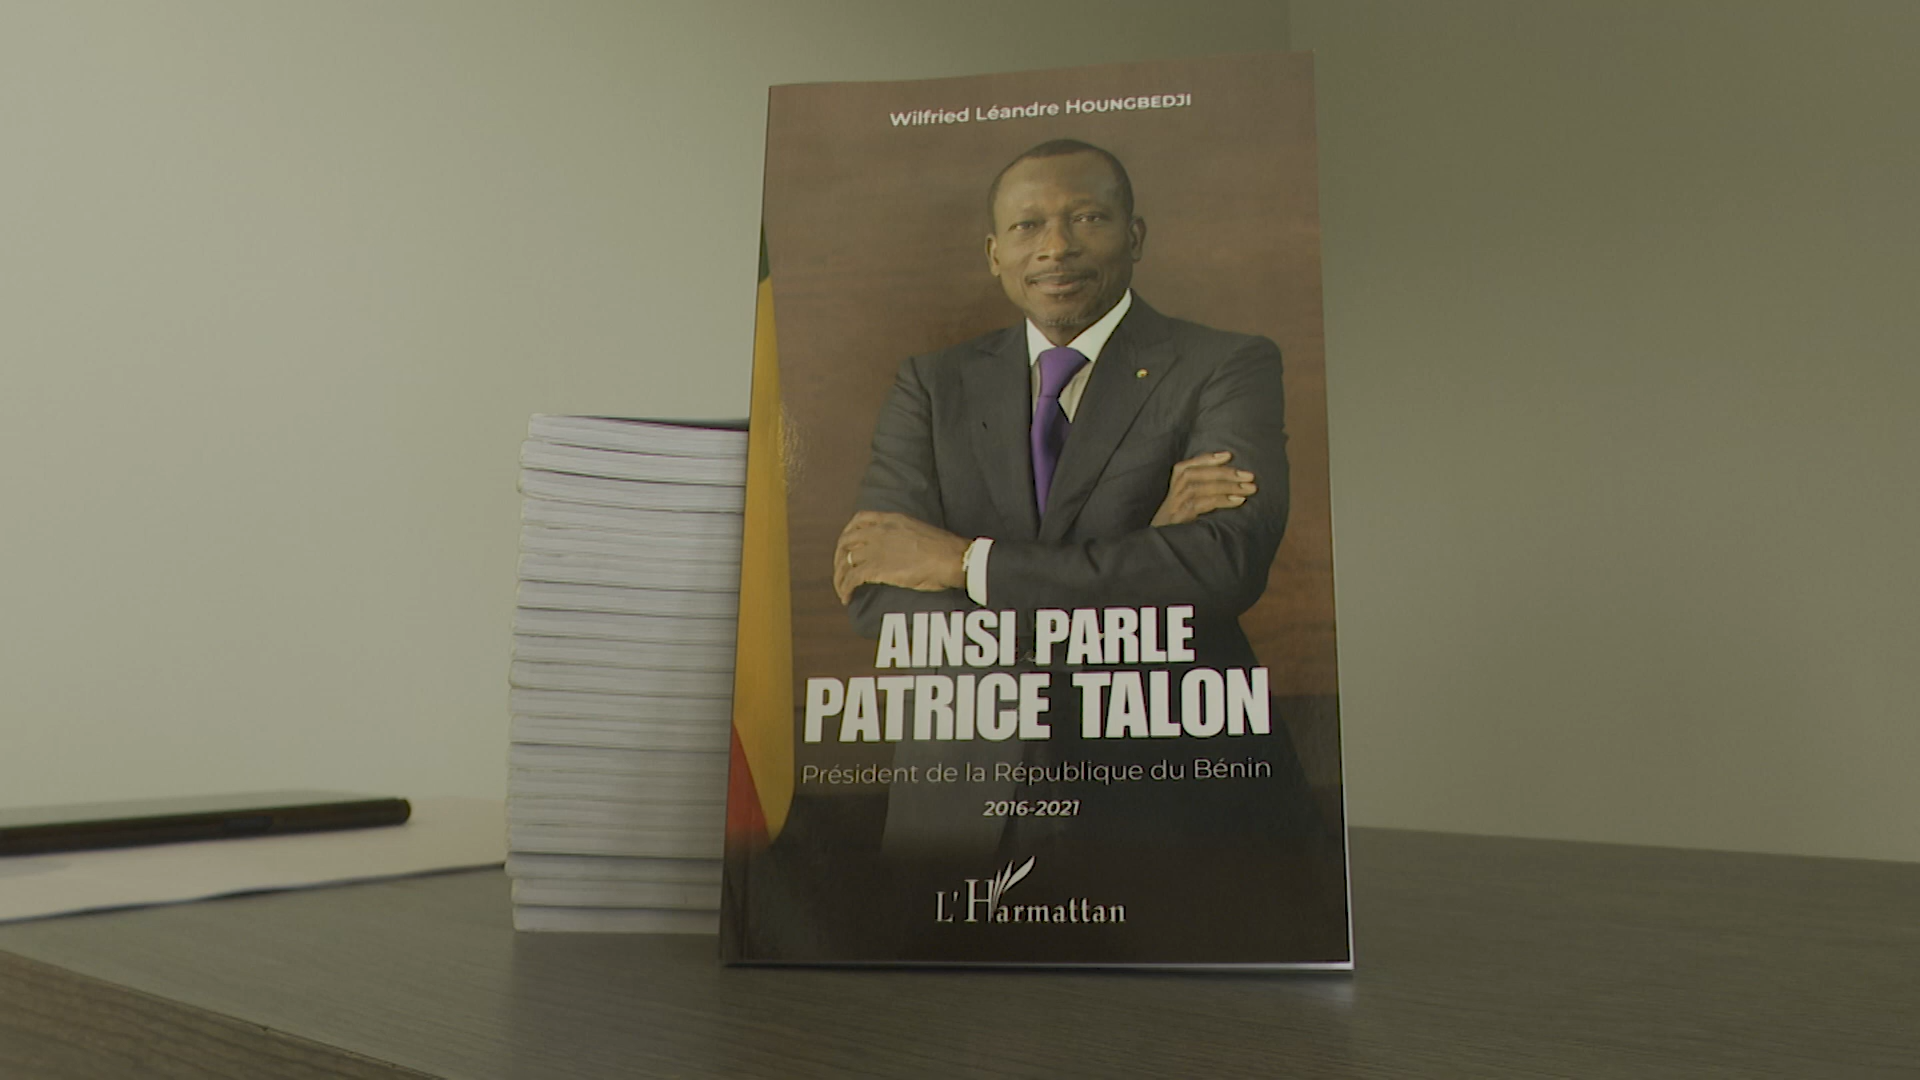 Wilfried Léandre HOUNGBEDJI
AINSI PARLE
PATRICE TALON
Président de la République du Bénin
2016-2021
L'Harmattan